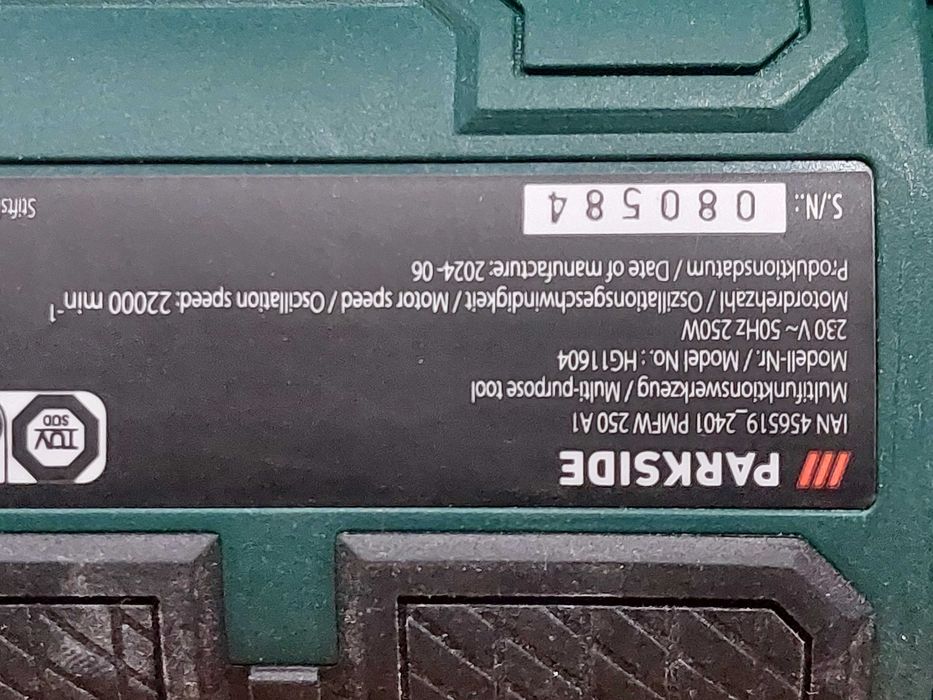 PARKSIDE
IAN 456519_2401 PMFW 250 A1
Multifunktionswerkzeug / Multi-purpose tool
Modell-Nr. / Model No.: HG11604
230 V ~ 50Hz 250W
Motordrehzahl / Oszillationsgeschwindigkeit / Motor speed / Oscillation speed: 22000 min⁻¹
Produktionsdatum / Date of manufacture: 2024-06
S./N.: 080584
TÜV
SÜD
Stifts